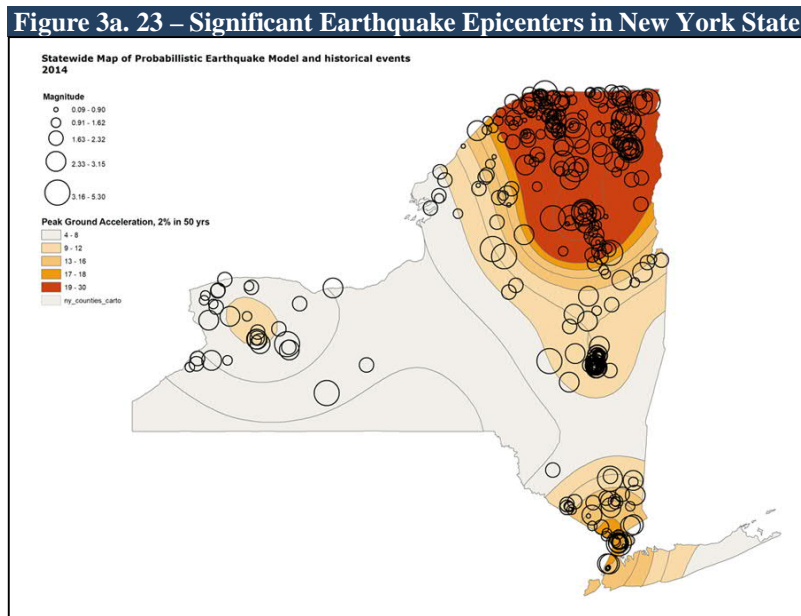 Figure 3a. 23 – Significant Earthquake Epicenters in New York State
Statewide Map of Probabillistic Earthquake Model and historical events
2014
Magnitude
0.09 - 0.90
0.91 - 1.62
1.63 - 2.32
2.33 - 3.15
3.16 - 5.30
Peak Ground Acceleration, 2% in 50 yrs
4 - 8
9 - 12
13 - 16
17 - 18
19 - 30
ny_counties_carto